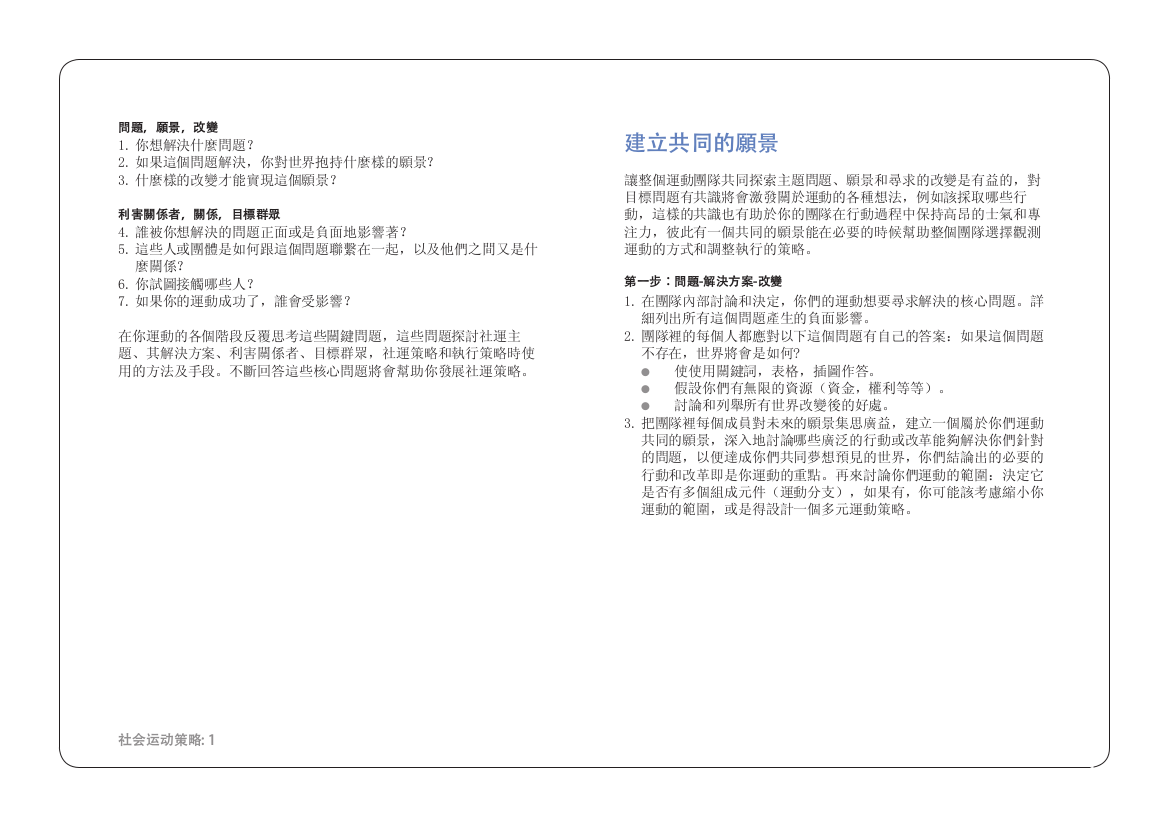 問題，願景，改變
1. 你想解決什麼問題？
2. 如果這個問題解決，你對世界抱持什麼樣的願景？
3. 什麼樣的改變才能實現這個願景？
利害關係者，關係，目標群眾
4. 誰被你想解決的問題正面或是負面地影響著？
5. 這些人或團體是如何跟這個問題聯繫在一起，以及他們之間又是什
麼關係？
6. 你試圖接觸哪些人？
7. 如果你的運動成功了，誰會受影響？
在你運動的各個階段反覆思考這些關鍵問題，這些問題探討社運主
題、其解決方案、利害關係者、目標群眾，社運策略和執行策略時使
用的方法及手段。不斷回答這些核心問題將會幫助你發展社運策略。
社会运动策略: 1
建立共同的願景
讓整個運動團隊共同探索主題問題、願景和尋求的改變是有益的，對
目標問題有共識將會激發關於運動的各種想法，例如該採取哪些行
動，這樣的共識也有助於你的團隊在行動過程中保持高昂的士氣和專
注力，彼此有一個共同的願景能在必要的時候幫助整個團隊選擇觀測
運動的方式和調整執行的策略。
第一步：問題-解決方案-改變
1. 在團隊內部討論和決定，你們的運動想要尋求解決的核心問題。詳
細列出所有這個問題產生的負面影響。
2. 團隊裡的每個人都應對以下這個問題有自己的答案：如果這個問題
不存在，世界將會是如何?
● 使使用關鍵詞，表格，插圖作答。
● 假設你們有無限的資源（資金，權利等等）。
● 討論和列舉所有世界改變後的好處。
3. 把團隊裡每個成員對未來的願景集思廣益，建立一個屬於你們運動
共同的願景，深入地討論哪些廣泛的行動或改革能夠解決你們針對
的問題，以便達成你們共同夢想預見的世界，你們結論出的必要的
行動和改革即是你運動的重點。再來討論你們運動的範圍：決定它
是否有多個組成元件（運動分支），如果有，你可能該考慮縮小你
運動的範圍，或是得設計一個多元運動策略。